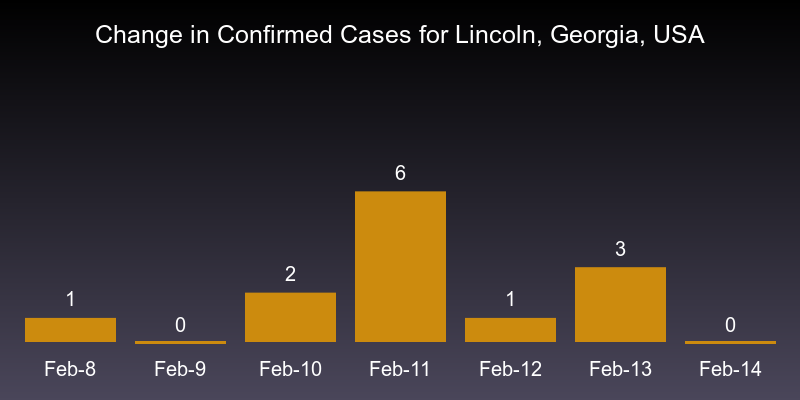 Change in Confirmed Cases for Lincoln, Georgia, USA
1
0
2
6
1
3
0
Feb-8
Feb-9
Feb-10
Feb-11
Feb-12
Feb-13
Feb-14